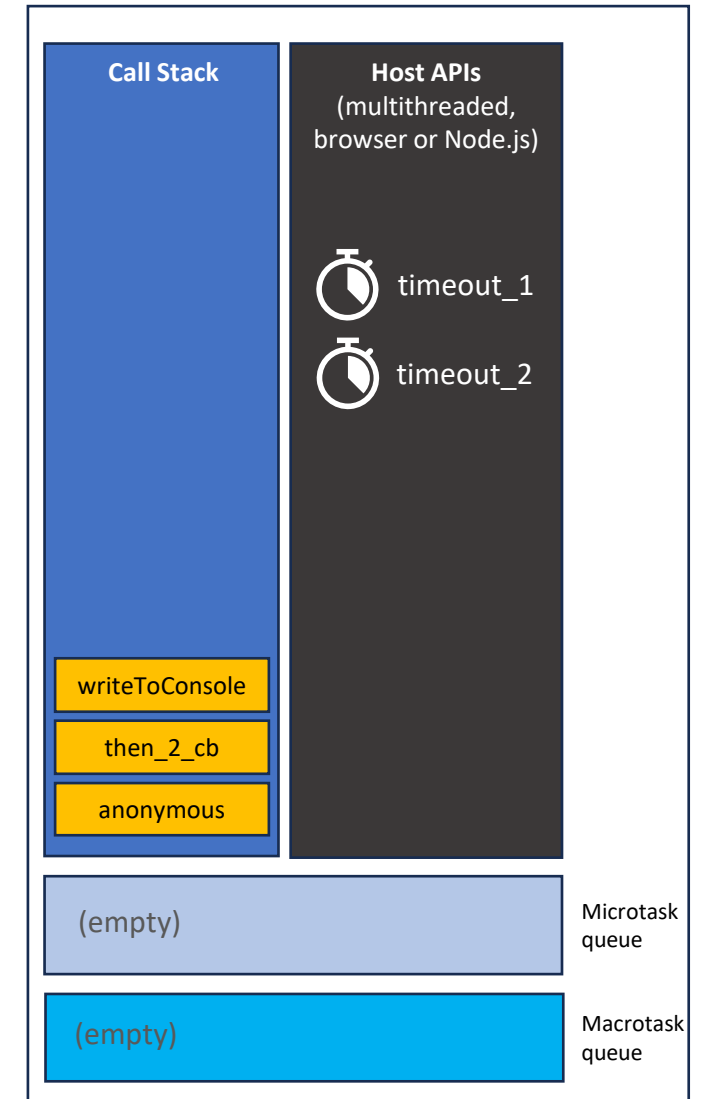 Call Stack
Host APIs
(multithreaded,
browser or Node.js)
timeout_1
timeout_2
writeToConsole
then_2_cb
anonymous
(empty)
Microtask
queue
(empty)
Macrotask
queue